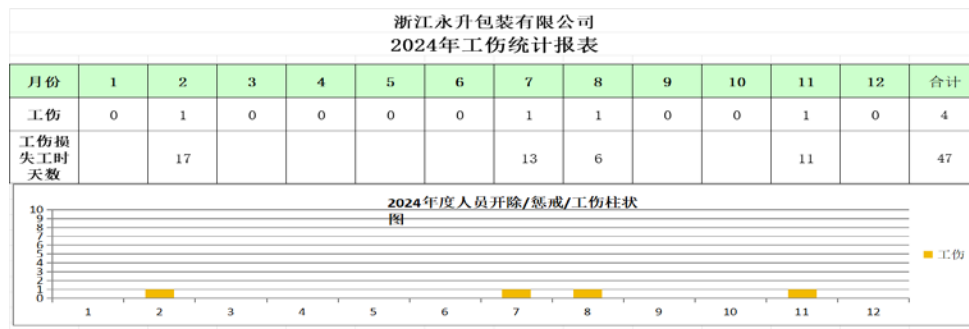 浙江永升包装有限公司
2024年工伤统计报表
月份 1 2 3 4 5 6 7 8 9 10 11 12 合计
工伤 0 1 0 0 0 0 1 1 0 0 1 0 4
工伤损
失工时 17 13 6 11 47
天数
2024年度人员开除/惩戒/工伤柱状
图
10
9
8
7
6
5
4
3
2
1
0
工伤
1 2 3 4 5 6 7 8 9 10 11 12